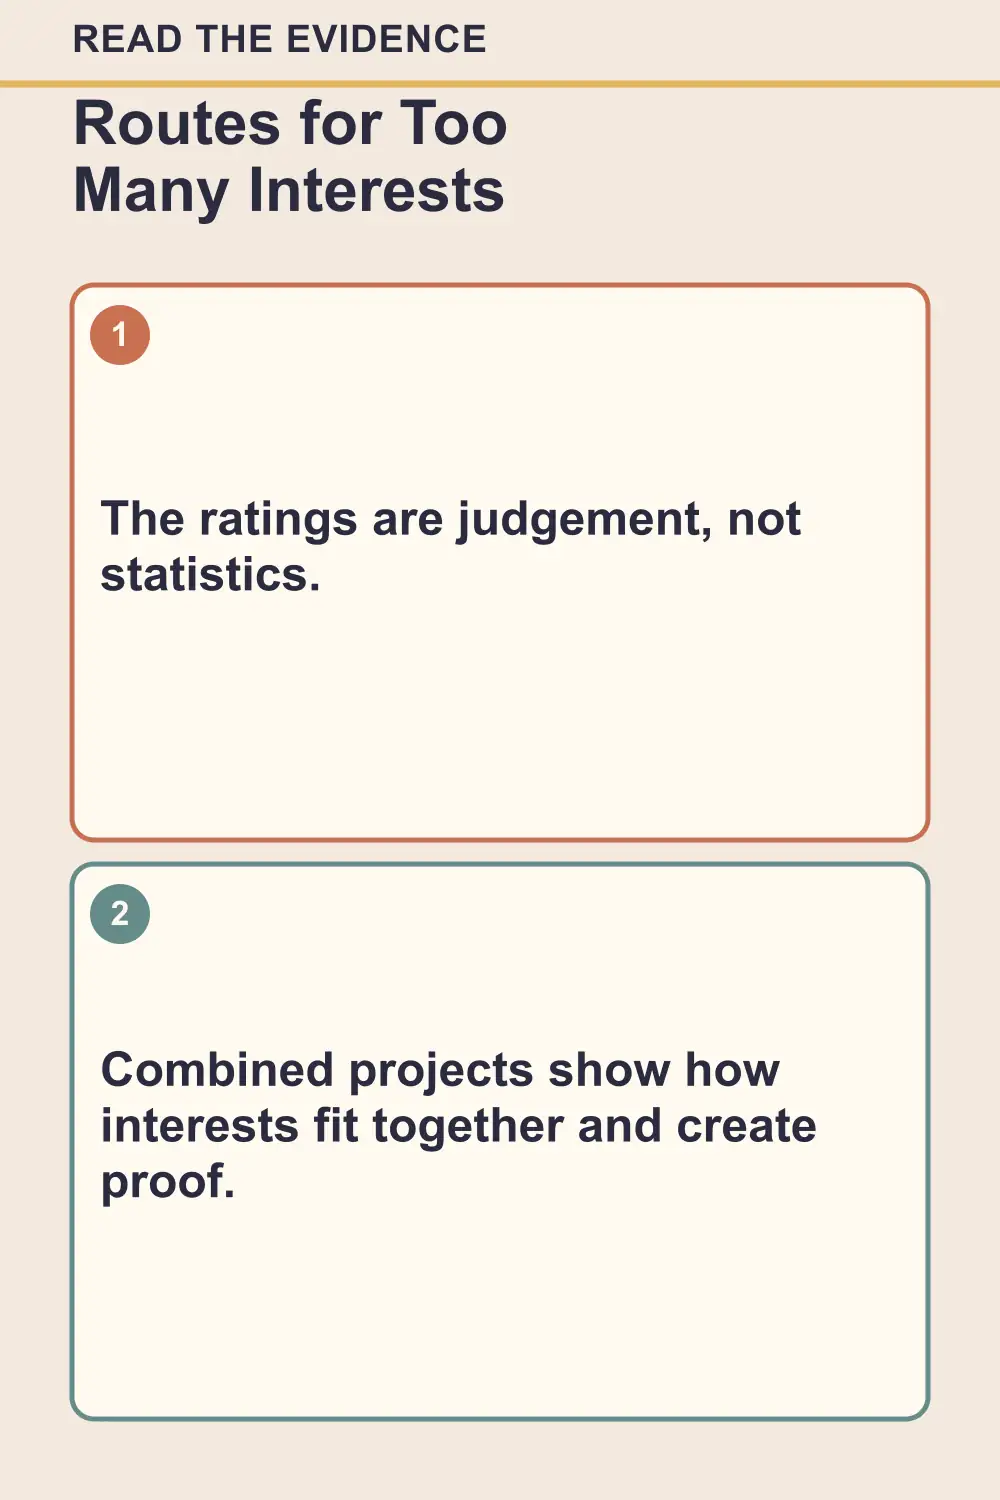 READ THE EVIDENCE
Routes for Too
Many Interests
1
The ratings are judgement, not
statistics.
2
Combined projects show how
interests fit together and create
proof.